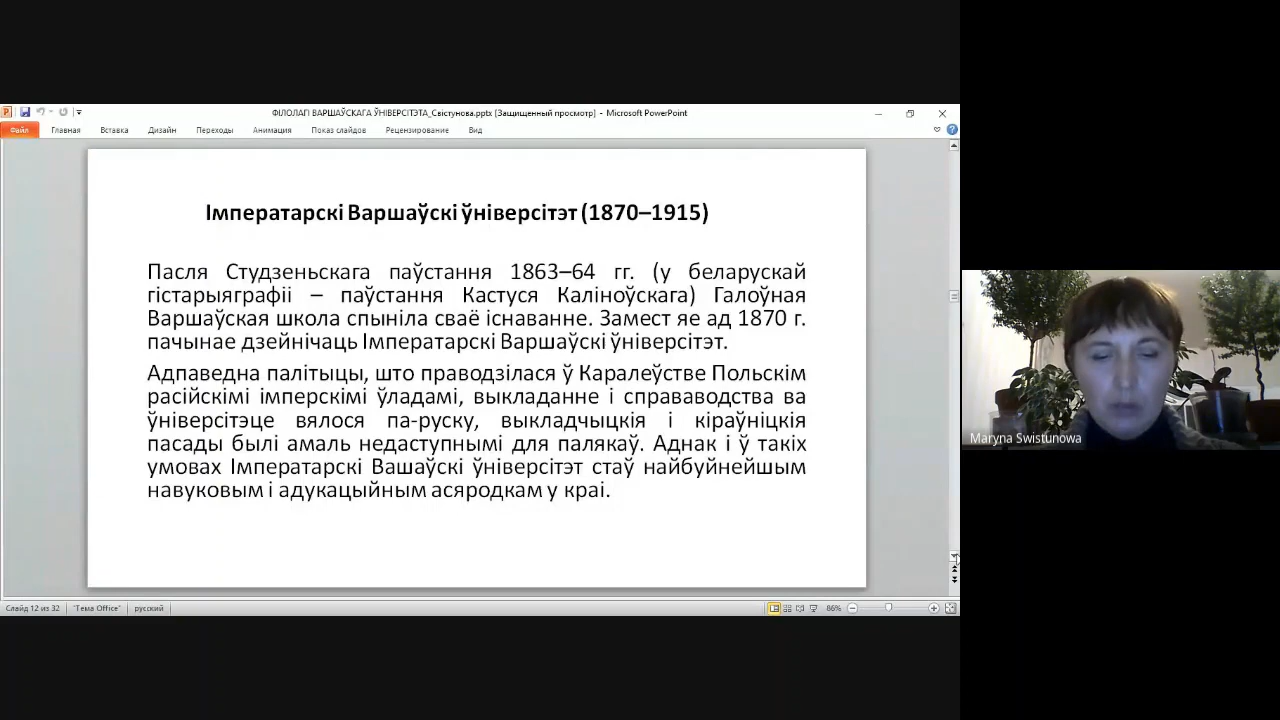 ФІЛОЛАГІ ВАРШАЎСКАГА ЎНІВЕРСІТЭТА_Свістунова.pptx [Защищенный просмотр] - Microsoft PowerPoint
Файл Главная Вставка Дизайн Переходы Анимация Показ слайдов Рецензирование Вид
Імператарскі Варшаўскі ўніверсітэт (1870–1915)
Пасля Студзеньскага паўстання 1863–64 гг. (у беларускай
гістарыяграфіі – паўстання Кастуся Каліноўскага) Галоўная
Варшаўская школа спыніла сваё існаванне. Замест яе ад 1870 г.
пачынае дзейнічаць Імператарскі Варшаўскі ўніверсітэт.
Адпаведна палітыцы, што праводзілася ў Каралеўстве Польскім
расійскімі імперскімі ўладамі, выкладанне і справаводства ва
ўніверсітэце вялося па-руску, выкладчыцкія і кіраўніцкія
пасады былі амаль недаступнымі для палякаў. Аднак і ў такіх
умовах Імператарскі Вашаўскі ўніверсітэт стаў найбуйнейшым
навуковым і адукацыйным асяродкам у краі.
Слайд 12 из 32 "Тема Office" русский 86%
Maryna Swistunowa